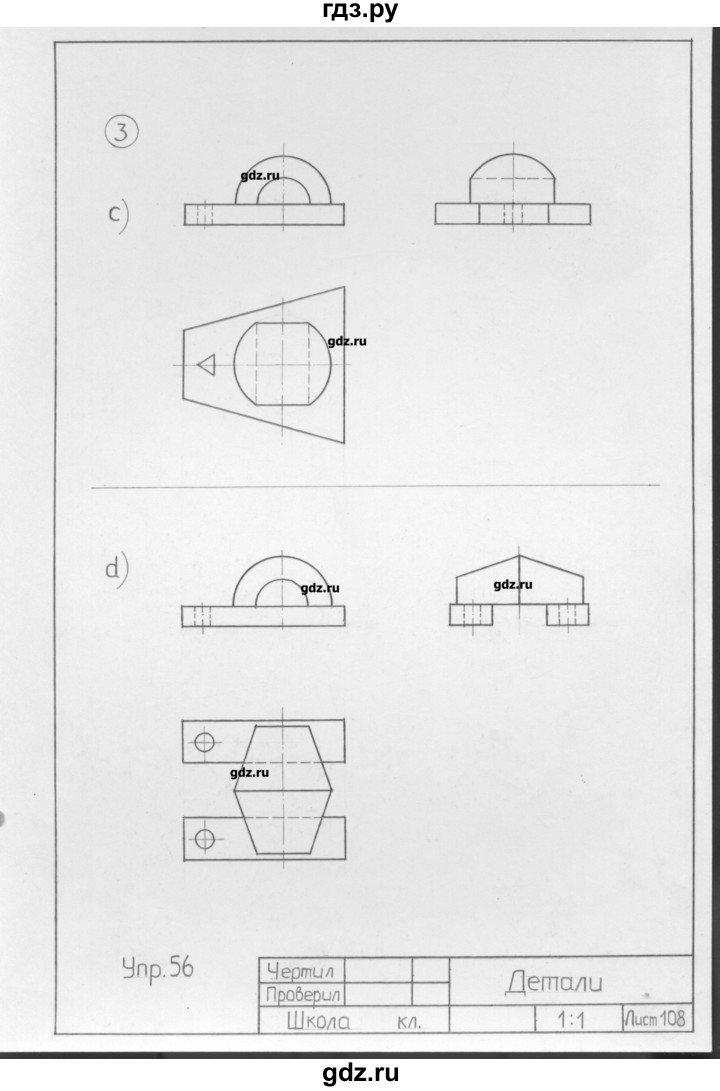 гдз.ру
3
gdz.ru
c)
gdz.ru
d)
gdz.ru
gdz.ru
gdz.ru
Упр.56
Чертил
Детали
Проверил
Школа кл.
1:1
Лист 108
gdz.ru